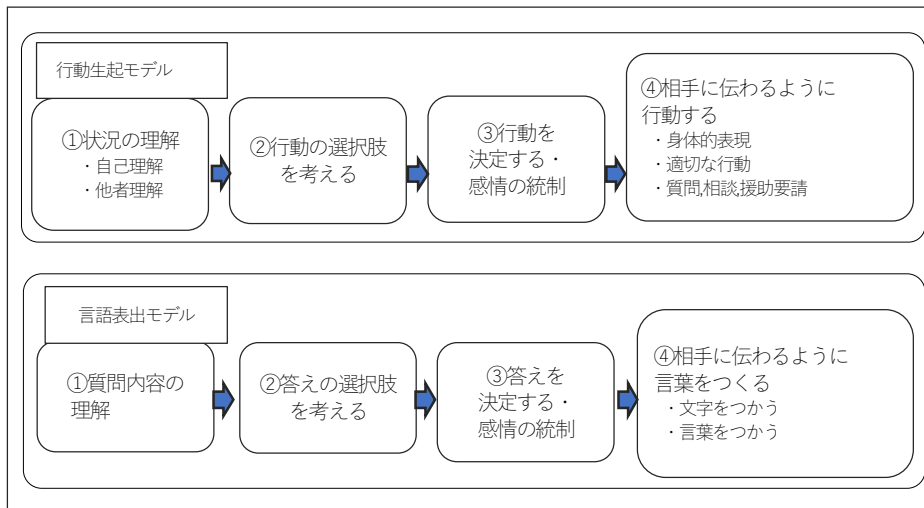 行動生起モデル
①状況の理解
・自己理解
・他者理解
②行動の選択肢
を考える
③行動を
決定する・
感情の統制
④相手に伝わるように
行動する
・身体的表現
・適切な行動
・質問,相談,援助要請
言語表出モデル
①質問内容の
理解
②答えの選択肢
を考える
③答えを
決定する・
感情の統制
④相手に伝わるように
言葉をつくる
・文字をつかう
・言葉をつかう